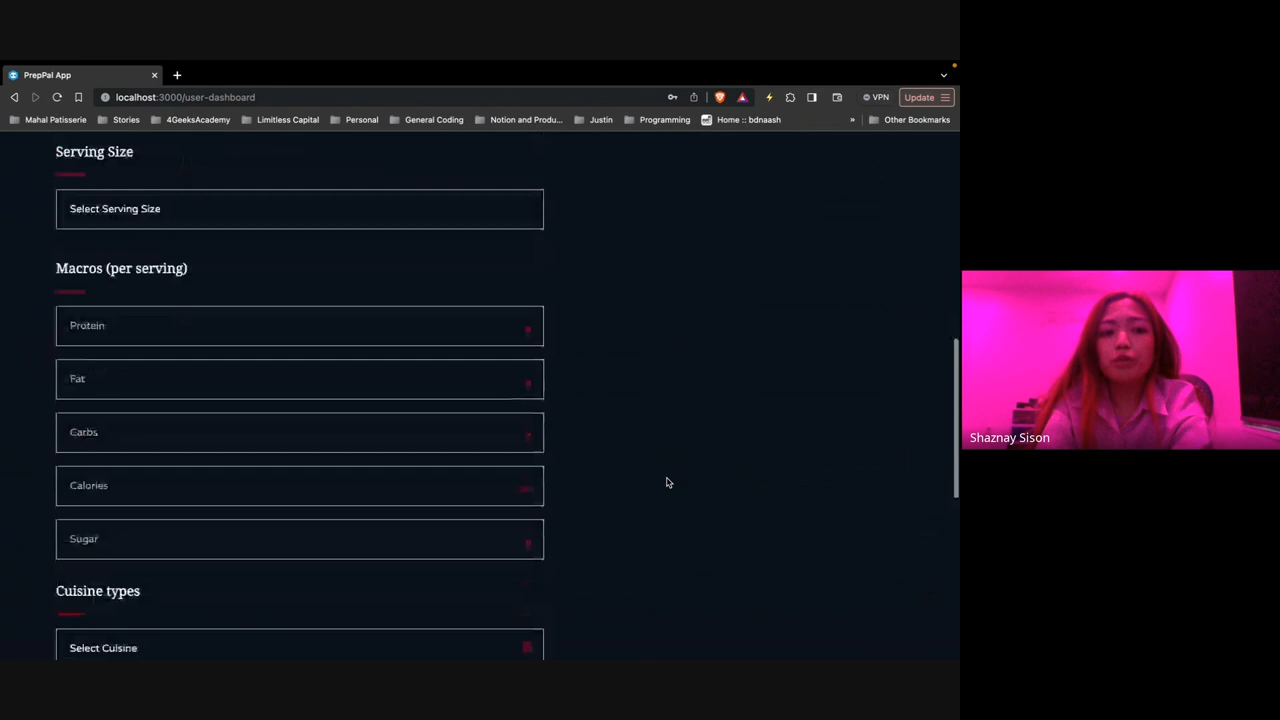 PrepPal App
localhost:3000/user-dashboard
VPN
Update
Mahal Patisserie
Stories
4GeeksAcademy
Limitless Capital
Personal
General Coding
Notion and Produ...
Justin
Programming
Home :: bdnaash
»
Other Bookmarks
Serving Size
Select Serving Size
Macros (per serving)
Protein
Fat
Carbs
Calories
Sugar
Cuisine types
Select Cuisine
Shaznay Sison